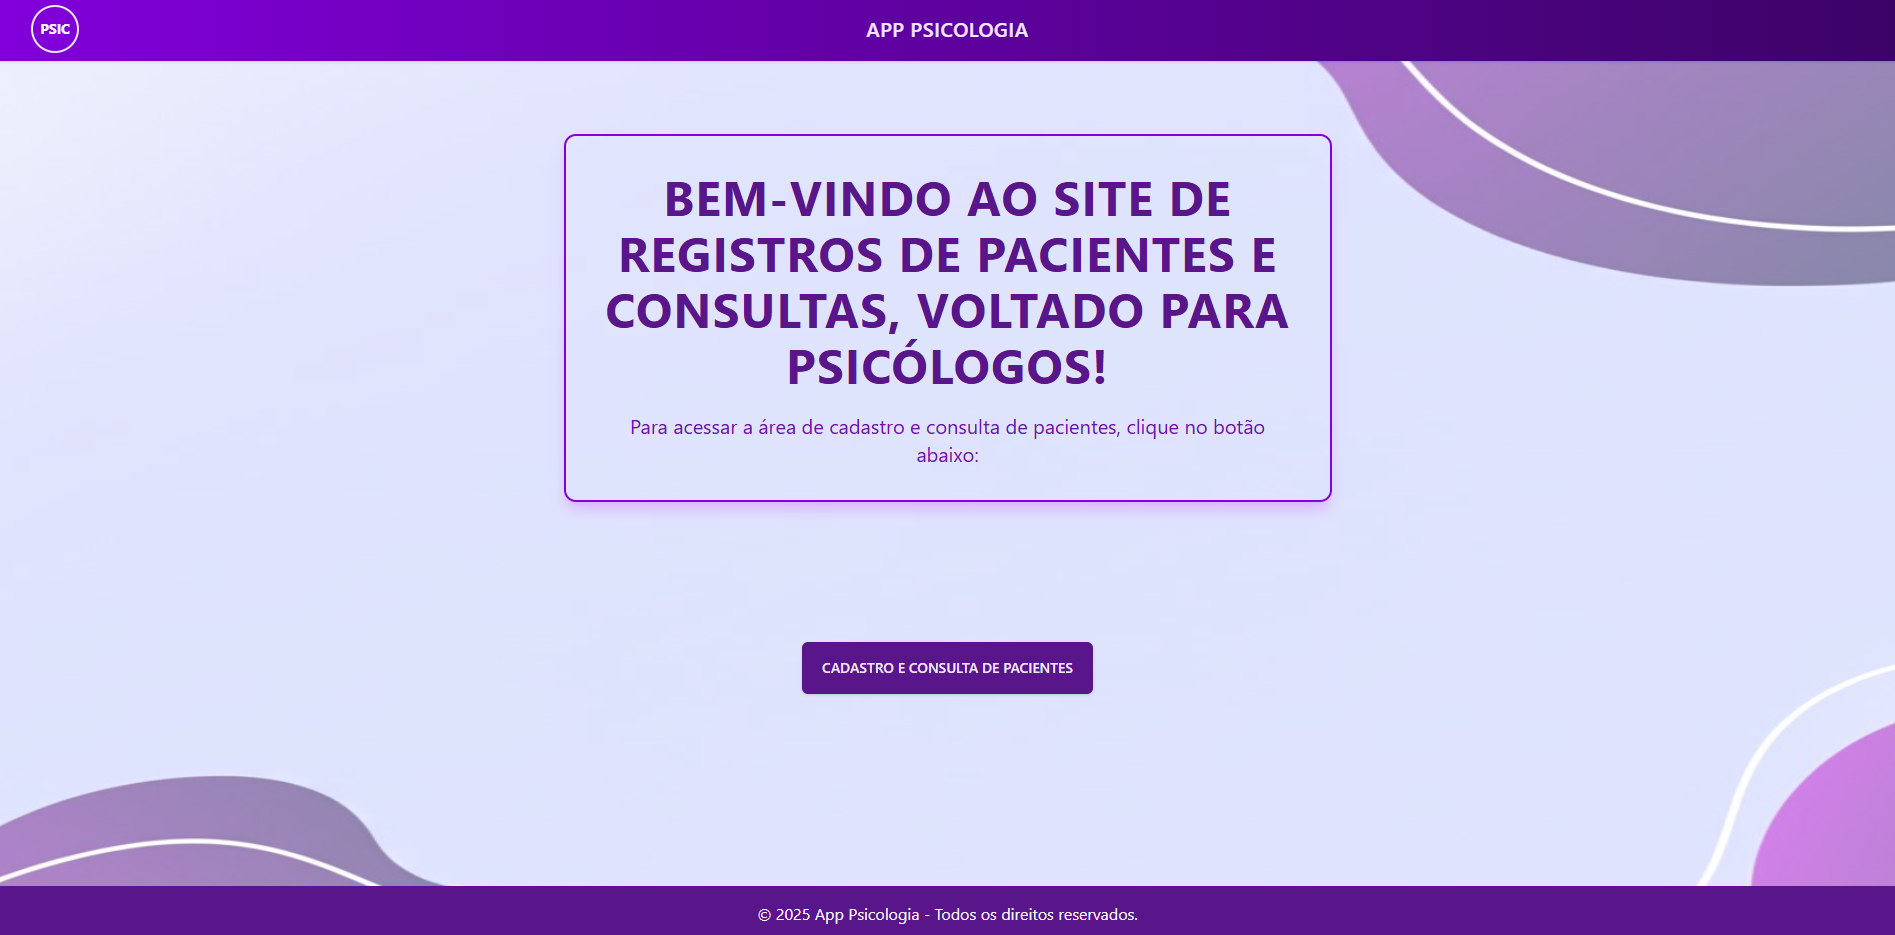 PSIC
APP PSICOLOGIA
BEM-VINDO AO SITE DE
REGISTROS DE PACIENTES E
CONSULTAS, VOLTADO PARA
PSICÓLOGOS!
Para acessar a área de cadastro e consulta de pacientes, clique no botão
abaixo:
CADASTRO E CONSULTA DE PACIENTES
© 2025 App Psicologia - Todos os direitos reservados.